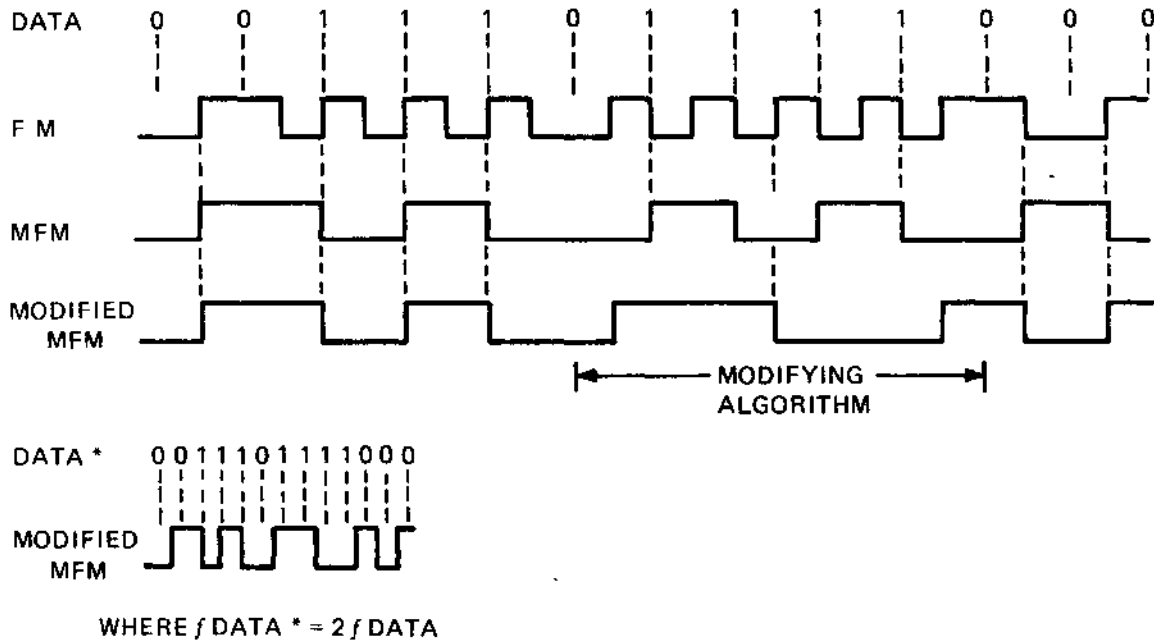 DATA 0 0 1 1 1 0 1 1 1 1 0 0 0
F M
MFM
MODIFIED
MFM
MODIFYING
ALGORITHM
DATA * 0 0 1 1 1 0 1 1 1 1 0 0 0
MODIFIED
MFM
WHERE f DATA * = 2 f DATA